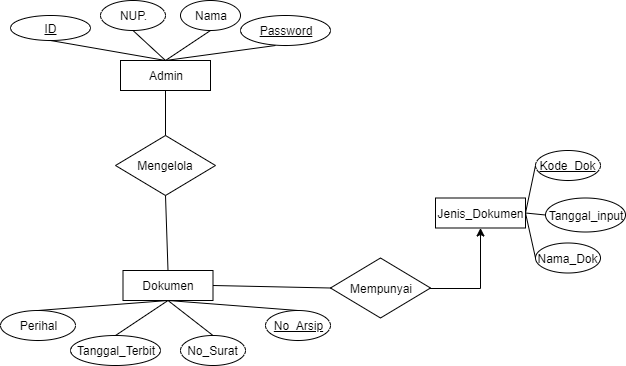 NUP.
Nama
ID
Password
Admin
Mengelola
Kode_Dok
Jenis_Dokumen
Tanggal_input
Nama_Dok
Dokumen
Mempunyai
Perihal
No_Arsip
Tanggal_Terbit
No_Surat